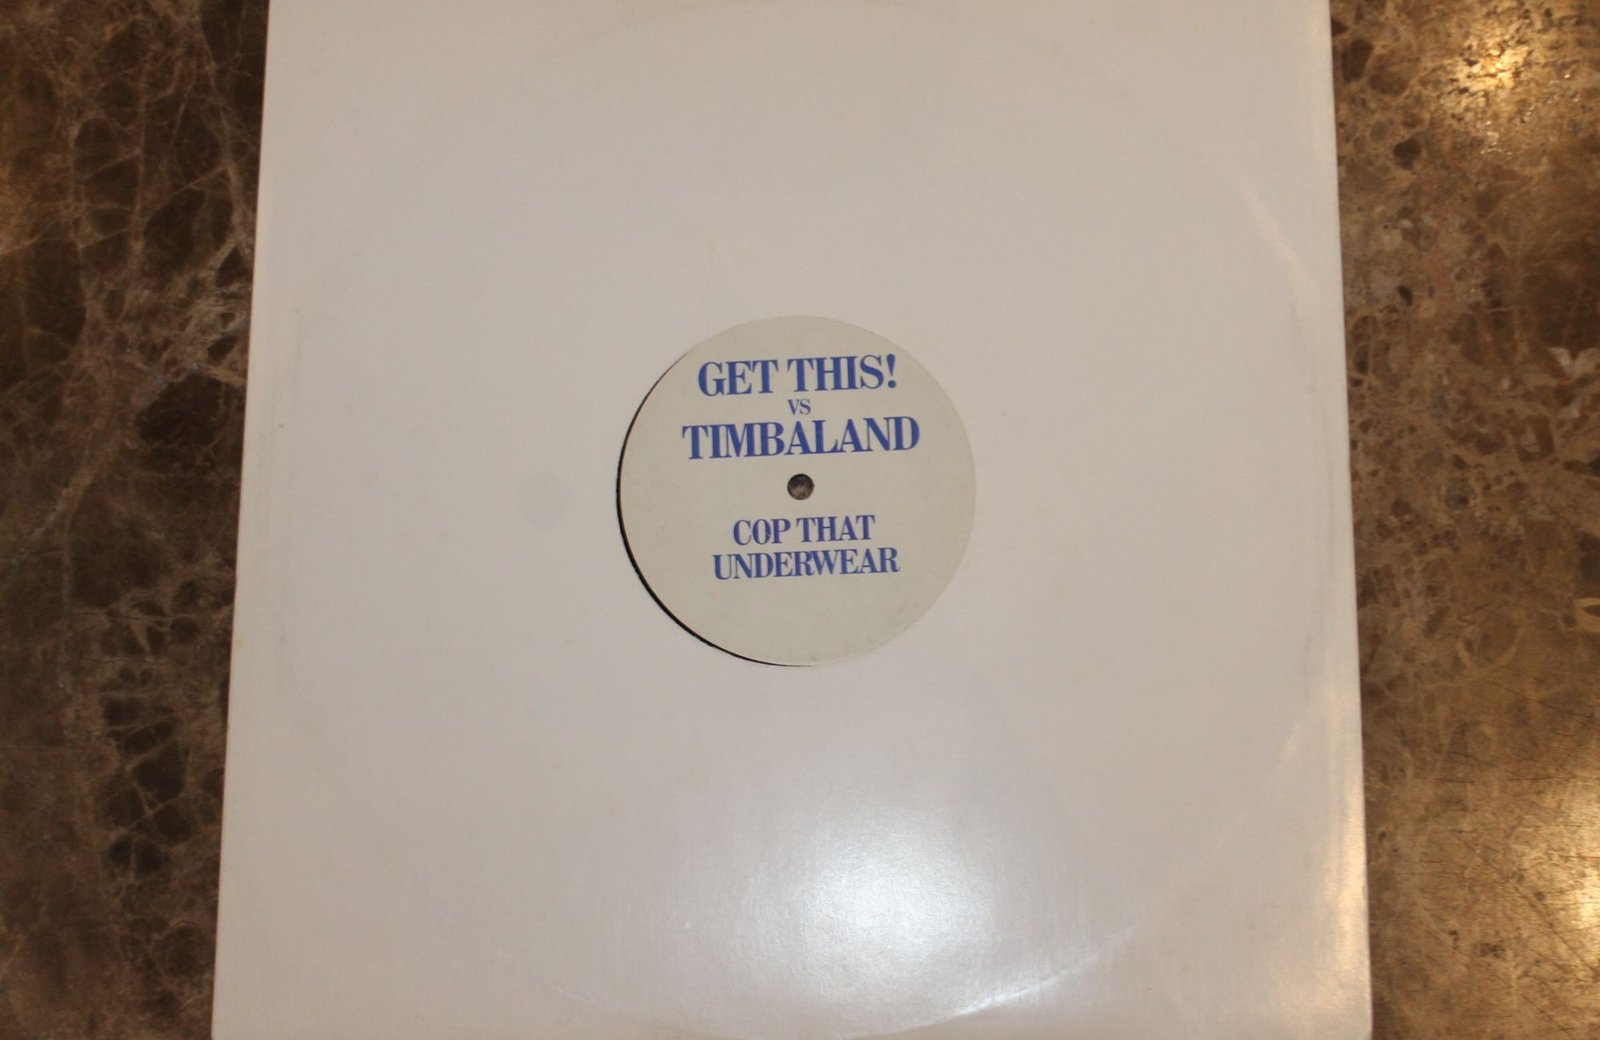 GET THIS!
VS
TIMBALAND
COP THAT
UNDERWEAR